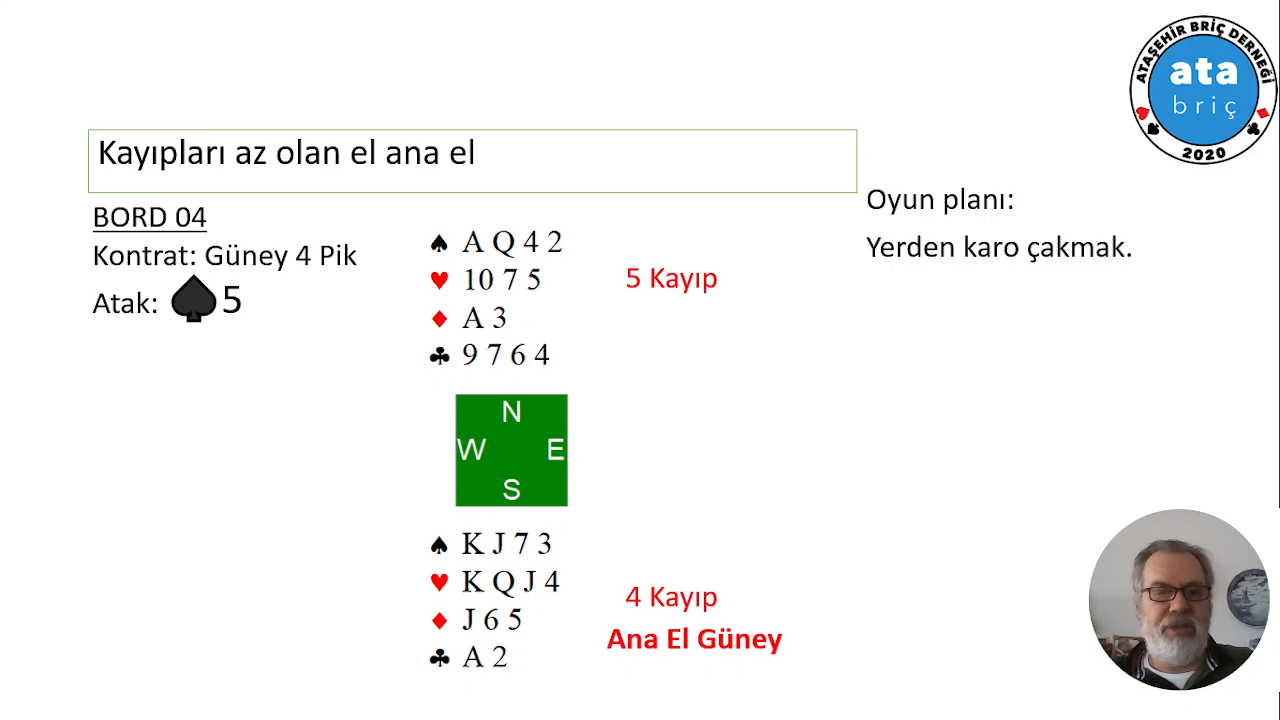 ATAŞEHİR BRİÇ DERNEĞİ
ata
briç
2020
Kayıpları az olan el ana el
Oyun planı:
Yerden karo çakmak.
BORD 04
Kontrat: Güney 4 Pik
Atak: ♠5
♠ A Q 4 2
♥ 10 7 5
5 Kayıp
♦ A 3
♣ 9 7 6 4
N
W E
S
♠ K J 7 3
♥ K Q J 4
4 Kayıp
♦ J 6 5
Ana El Güney
♣ A 2